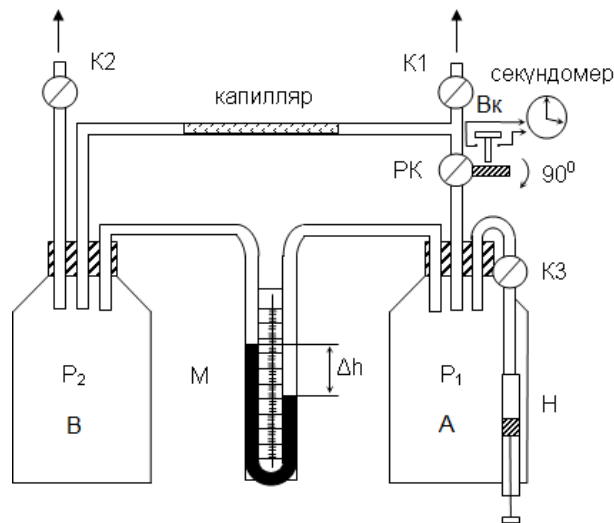 К2
К1
секундомер
капилляр
Вк
РК
90⁰
К3
Δh
P₂
М
P₁
Н
В
А